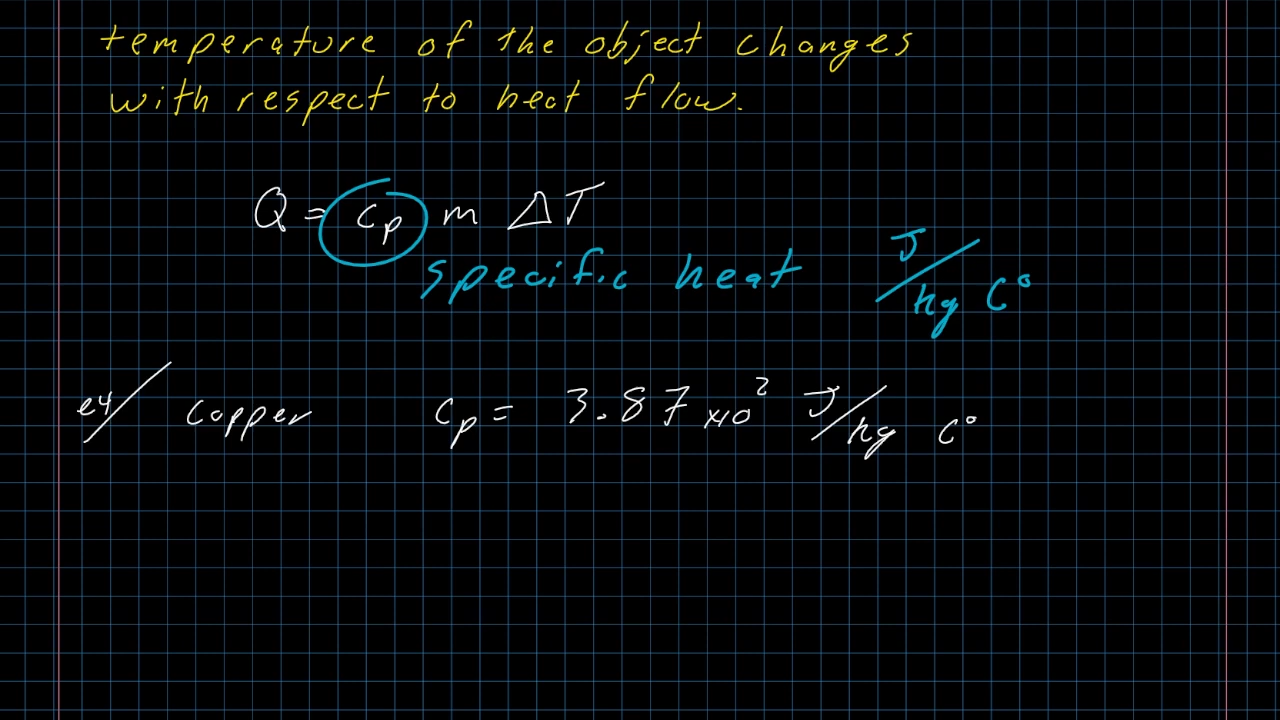 temperature of the object changes
with respect to heat flow.
Q = Cp m ΔT
specific heat J/kg C°
ex/ Copper Cp = 3.87 x10² J/kg C°